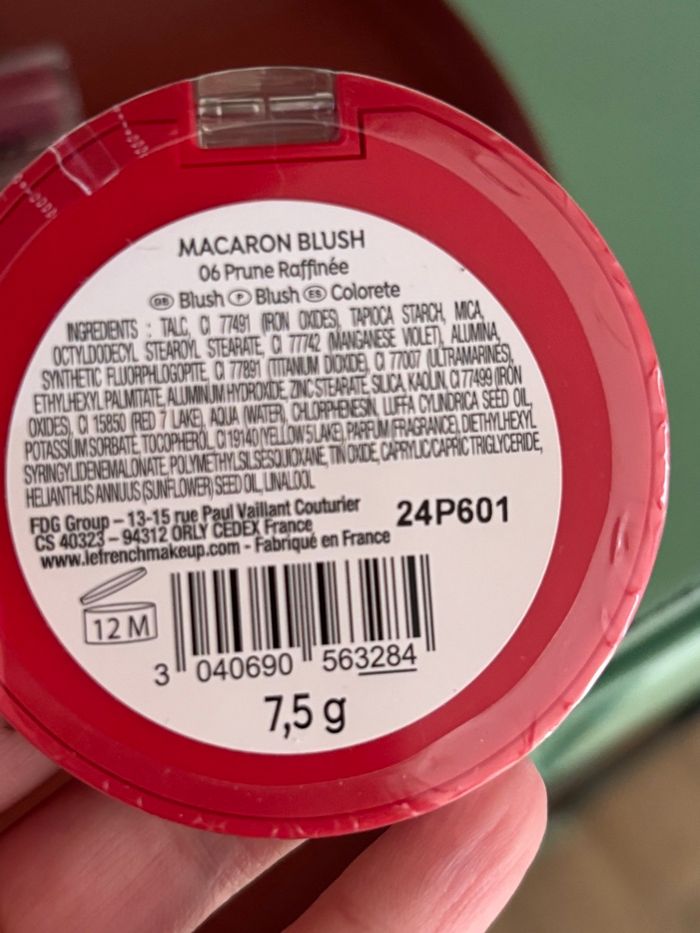 MACARON BLUSH
06 Prune Raffinée
GB Blush P Blush ES Colorete
INGREDIENTS : TALC, CI 77491 (IRON OXIDES), TAPIOCA STARCH, MICA,
OCTYLDODECYL STEAROYL STEARATE, CI 77742 (MANGANESE VIOLET), ALUMINA,
SYNTHETIC FLUORPHLOGOPITE, CI 77891 (TITANIUM DIOXIDE), CI 77007 (ULTRAMARINES),
ETHYLHEXYL PALMITATE, ALUMINUM HYDROXIDE, ZINC STEARATE, SILICA, KAOLIN, CI 77499 (IRON
OXIDES), CI 15850 (RED 7 LAKE), AQUA (WATER), CHLORPHENESIN, LUFFA CYLINDRICA SEED OIL,
POTASSIUM SORBATE, TOCOPHEROL, CI 19140 (YELLOW 5 LAKE), PARFUM (FRAGRANCE), DIETHYLHEXYL
SYRINGYLIDENEMALONATE, POLYMETHYLSILSESQUIOXANE, TIN OXIDE, CAPRYLIC/CAPRIC TRIGLYCERIDE,
HELIANTHUS ANNUUS (SUNFLOWER) SEED OIL, LINALOOL
FDG Group – 13-15 rue Paul Vaillant Couturier
CS 40323 – 94312 ORLY CEDEX France
www.lefrenchmakeup.com - Fabriqué en France
24P601
12 M
3 040690 563284
7,5 g